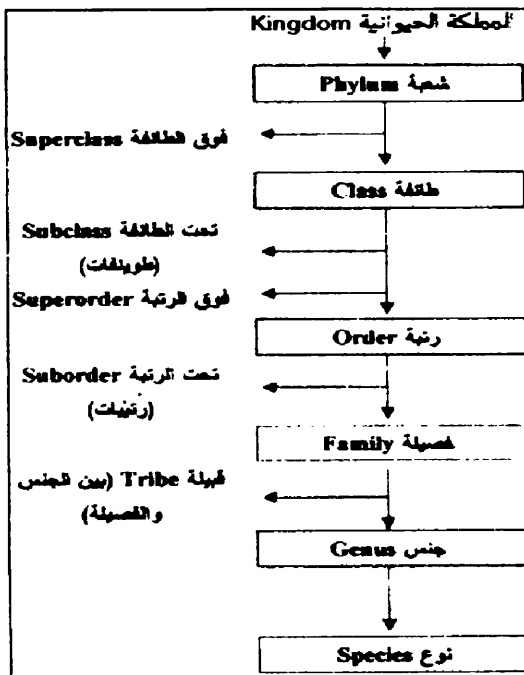 المملكة الحيوانية Kingdom
شعبة Phylum
فوق الطائفة Superclass
طائفة Class
تحت الطائفة Subclass
(طويئفات)
فوق الرتبة Superorder
رتبة Order
تحت الرتبة Suborder
(رتيبات)
فصيلة Family
قبيلة Tribe (بين الجنس
والفصيلة)
جنس Genus
نوع Species